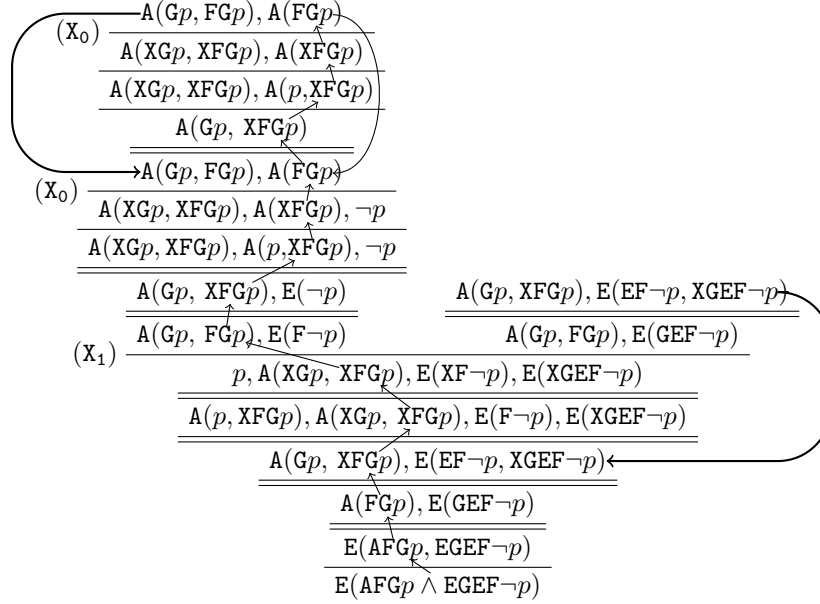 A(Gp, FGp), A(FGp)
(X₀)
A(XGp, XFGp), A(XFGp)
A(XGp, XFGp), A(p,XFGp)
A(Gp, XFGp)
A(Gp, FGp), A(FGp)
(X₀)
A(XGp, XFGp), A(XFGp), ¬p
A(XGp, XFGp), A(p,XFGp), ¬p
A(Gp, XFGp), E(¬p) A(Gp, XFGp), E(EF¬p, XGEF¬p)
A(Gp, FGp), E(F¬p) A(Gp, FGp), E(GEF¬p)
(X₁)
p, A(XGp, XFGp), E(XF¬p), E(XGEF¬p)
A(p, XFGp), A(XGp, XFGp), E(F¬p), E(XGEF¬p)
A(Gp, XFGp), E(EF¬p, XGEF¬p)
A(FGp), E(GEF¬p)
E(AFGp, EGEF¬p)
E(AFGp ∧ EGEF¬p)